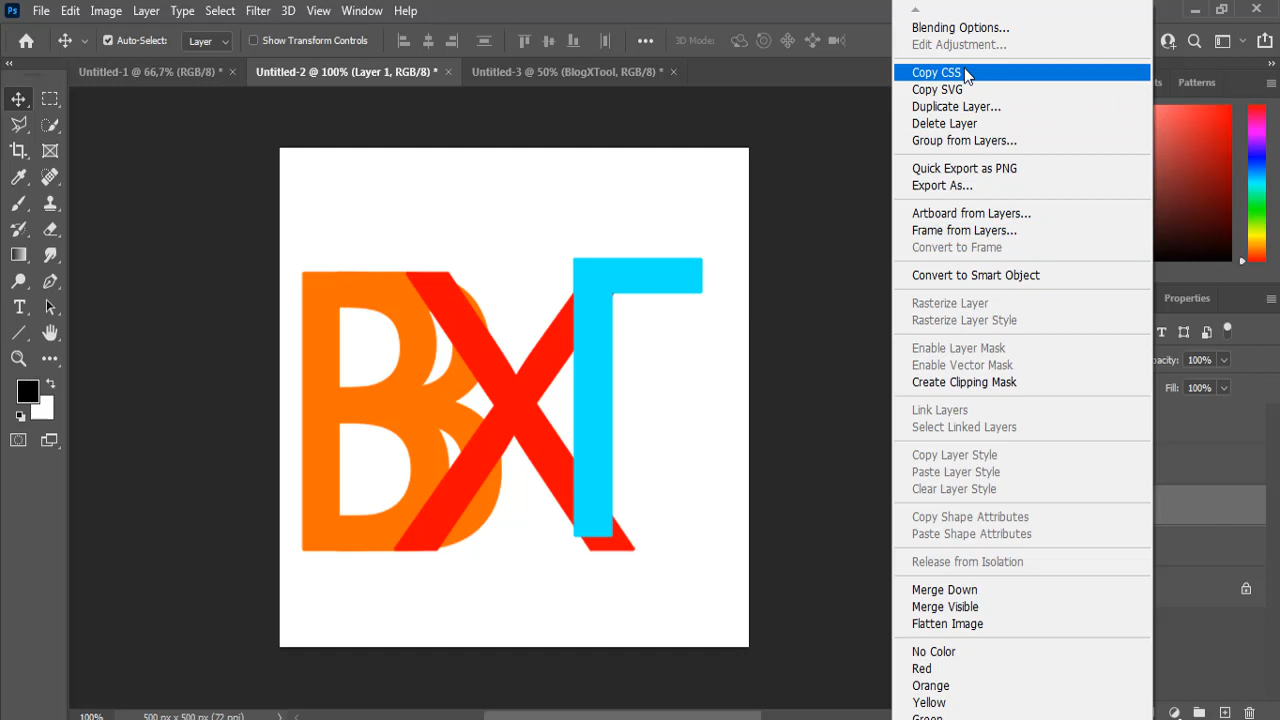 Ps File Edit Image Layer Type Select Filter 3D View Window Help
Auto-Select: Layer Show Transform Controls 3D Mode:
Untitled-1 @ 66,7% (RGB/8) * × Untitled-2 @ 100% (Layer 1, RGB/8) * × Untitled-3 @ 50% (BlogXTool, RGB/8) * ×
Patterns
Properties
100%
Fill: 100%
BXT
Blending Options...
Edit Adjustment...
Copy CSS
Copy SVG
Duplicate Layer...
Delete Layer
Group from Layers...
Quick Export as PNG
Export As...
Artboard from Layers...
Frame from Layers...
Convert to Frame
Convert to Smart Object
Rasterize Layer
Rasterize Layer Style
Enable Layer Mask
Enable Vector Mask
Create Clipping Mask
Link Layers
Select Linked Layers
Copy Layer Style
Paste Layer Style
Clear Layer Style
Copy Shape Attributes
Paste Shape Attributes
Release from Isolation
Merge Down
Merge Visible
Flatten Image
No Color
Red
Orange
Yellow
Green
100% 500 px x 500 px (72 ppi)